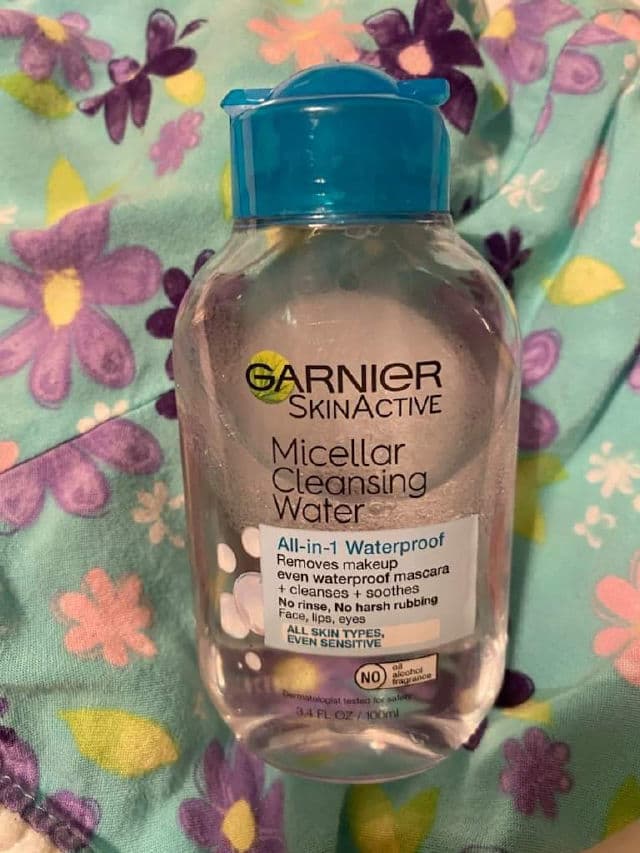 GARNIER
SKINACTIVE
Micellar
Cleansing
Water
All-in-1 Waterproof
Removes makeup
even waterproof mascara
+ cleanses + soothes
No rinse, No harsh rubbing
Face, lips, eyes
ALL SKIN TYPES,
EVEN SENSITIVE
NO oil
alcohol
fragrance
Dermatologist tested for safety
3.4 FL OZ / 100ml